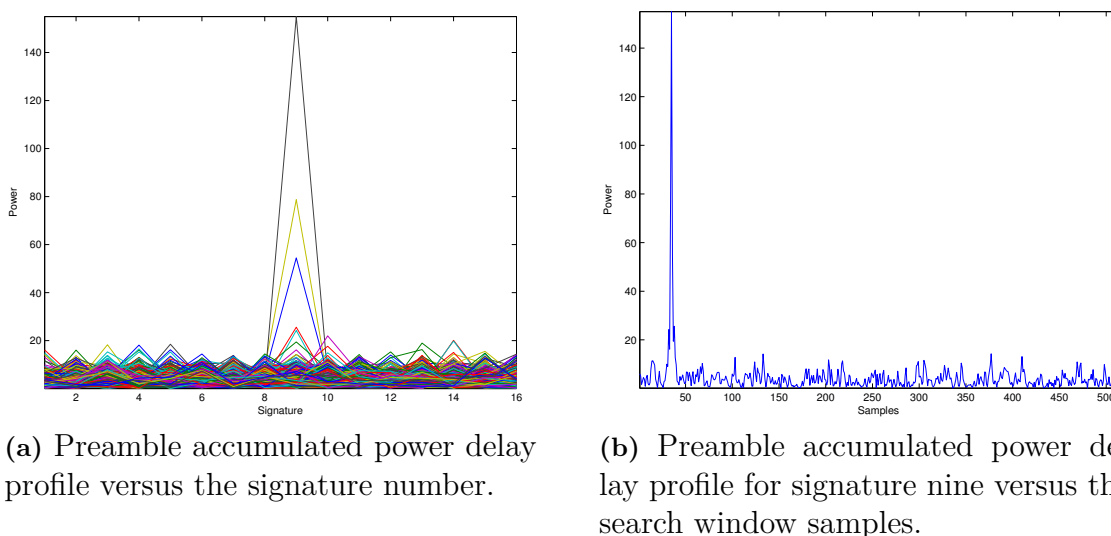 140
120
100
80
60
40
20
Power
2 4 6 8 10 12 14 16
Signature
(a) Preamble accumulated power delay
profile versus the signature number.
140
120
100
80
60
40
20
Power
50 100 150 200 250 300 350 400 450 500
Samples
(b) Preamble accumulated power de
lay profile for signature nine versus th
search window samples.